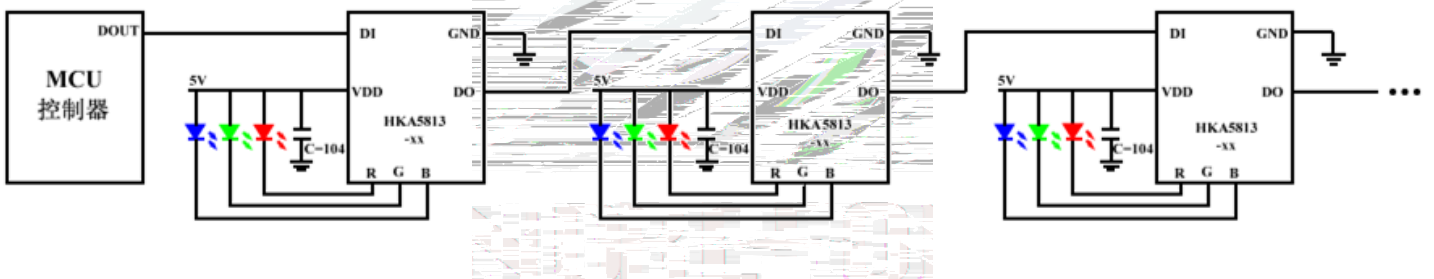 DOUT
MCU
控制器
DI
GND
5V
VDD
DO
HKA5813
-xx
C=104
R G B
DI
GND
5V
VDD
DO
HKA5813
-xx
C=104
R G B
DI
GND
5V
VDD
DO
HKA5813
-xx
C=104
R G B